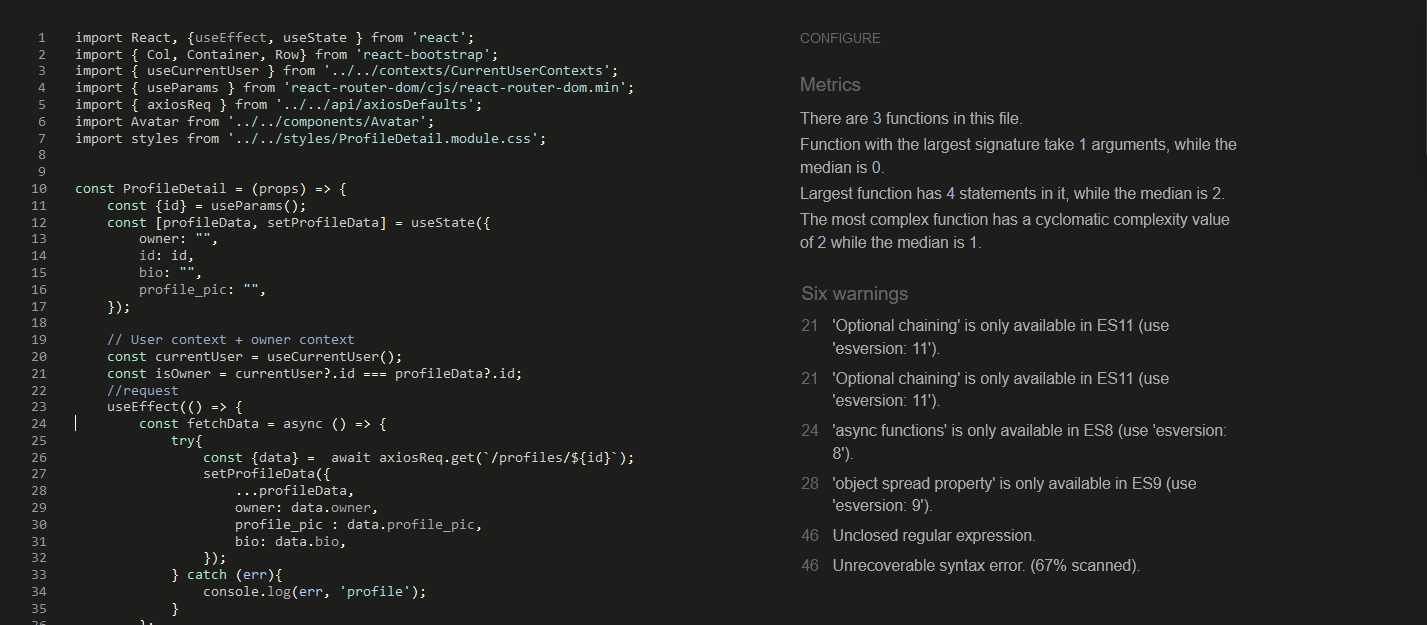 1 import React, {useEffect, useState } from 'react';
2 import { Col, Container, Row} from 'react-bootstrap';
3 import { useCurrentUser } from '../../contexts/CurrentUserContexts';
4 import { useParams } from 'react-router-dom/cjs/react-router-dom.min';
5 import { axiosReq } from '../../api/axiosDefaults';
6 import Avatar from '../../components/Avatar';
7 import styles from '../../styles/ProfileDetail.module.css';
8
9
10 const ProfileDetail = (props) => {
11     const {id} = useParams();
12     const [profileData, setProfileData] = useState({
13         owner: "",
14         id: id,
15         bio: "",
16         profile_pic: "",
17     });
18
19     // User context + owner context
20     const currentUser = useCurrentUser();
21     const isOwner = currentUser?.id === profileData?.id;
22     //request
23     useEffect(() => {
24         const fetchData = async () => {
25             try{
26                 const {data} =  await axiosReq.get(`/profiles/${id}`);
27                 setProfileData({
28                     ...profileData,
29                     owner: data.owner,
30                     profile_pic : data.profile_pic,
31                     bio: data.bio,
32                 });
33             } catch (err){
34                 console.log(err, 'profile');
35             }
36         };
CONFIGURE
Metrics
There are 3 functions in this file.
Function with the largest signature take 1 arguments, while the
median is 0.
Largest function has 4 statements in it, while the median is 2.
The most complex function has a cyclomatic complexity value
of 2 while the median is 1.
Six warnings
21 'Optional chaining' is only available in ES11 (use
'esversion: 11').
21 'Optional chaining' is only available in ES11 (use
'esversion: 11').
24 'async functions' is only available in ES8 (use 'esversion:
8').
28 'object spread property' is only available in ES9 (use
'esversion: 9').
46 Unclosed regular expression.
46 Unrecoverable syntax error. (67% scanned).